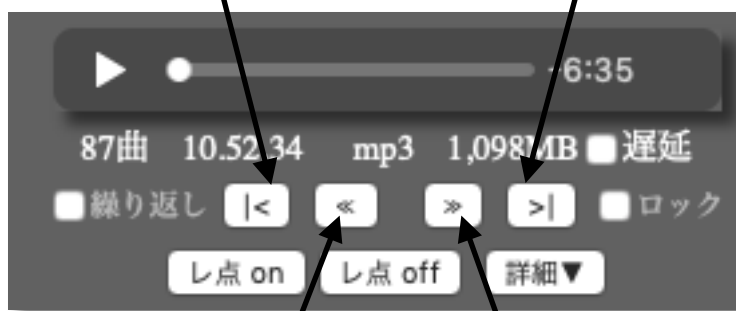 -6:35
87曲 10.52.34 mp3 1,098MB 遅延
繰り返し |< ≪ ≫ >| ロック
レ点 on レ点 off 詳細▼